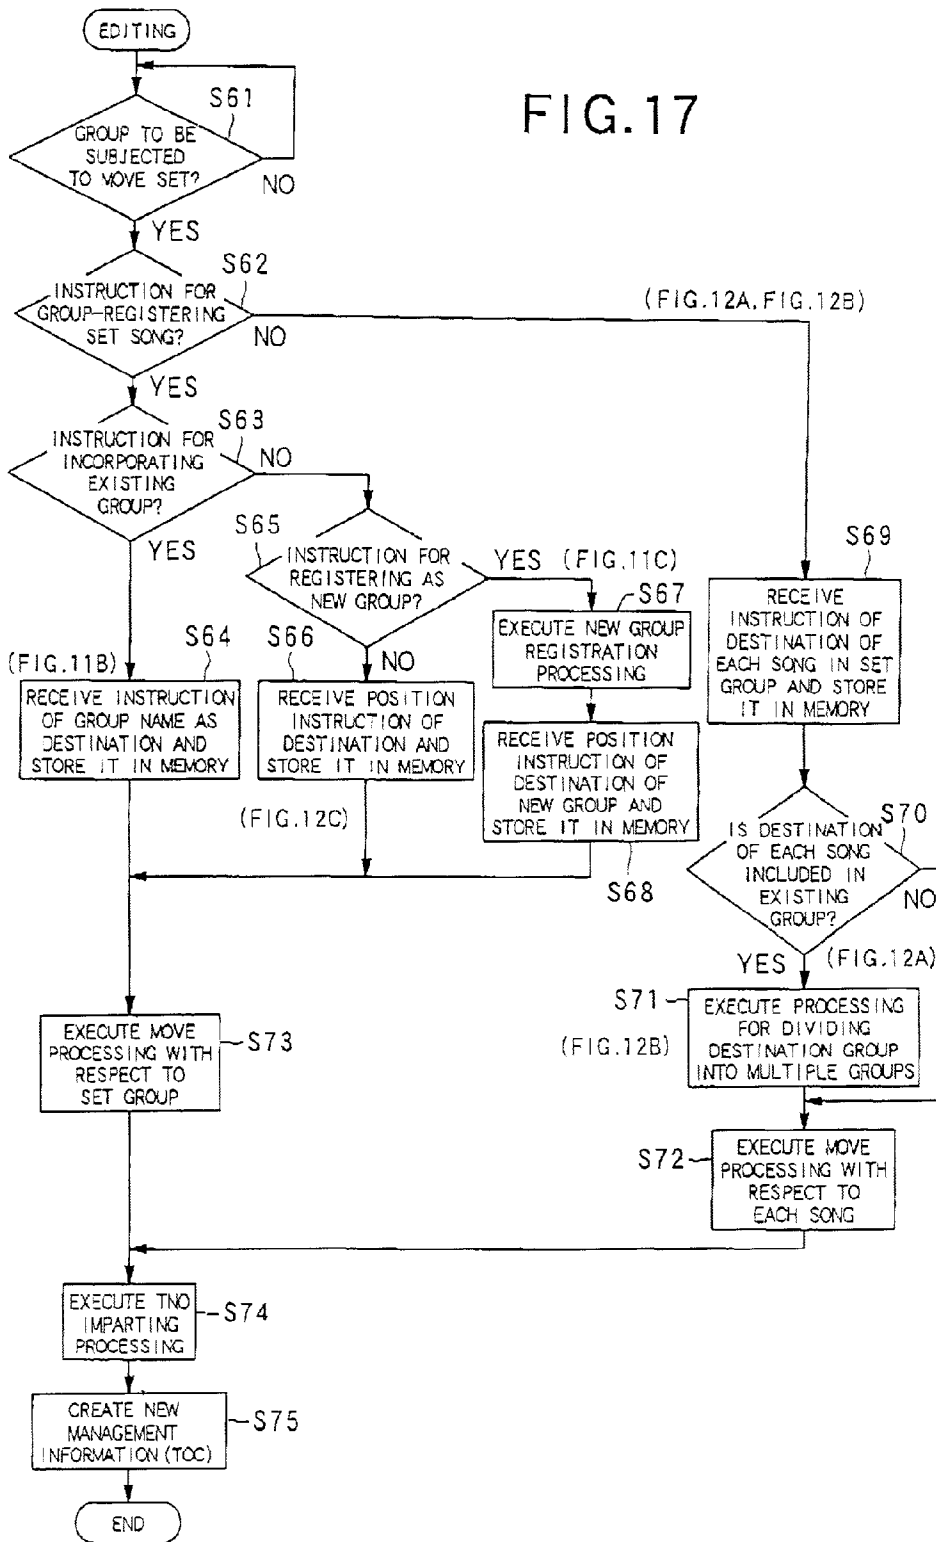 FIG.17
EDITING
S61
GROUP TO BE
SUBJECTED
TO MOVE SET?
NO
YES
S62
INSTRUCTION FOR
GROUP-REGISTERING
SET SONG?
NO
(FIG.12A, FIG.12B)
YES
S63
INSTRUCTION FOR
INCORPORATING
EXISTING
GROUP?
NO
YES
S65
INSTRUCTION FOR
REGISTERING AS
NEW GROUP?
YES (FIG.11C)
NO
S67
EXECUTE NEW GROUP
REGISTRATION
PROCESSING
S69
RECEIVE
INSTRUCTION OF
DESTINATION OF
EACH SONG IN SET
GROUP AND STORE
IT IN MEMORY
(FIG.11B)
S64
RECEIVE INSTRUCTION
OF GROUP NAME AS
DESTINATION AND
STORE IT IN MEMORY
S66
RECEIVE POSITION
INSTRUCTION OF
DESTINATION AND
STORE IT IN MEMORY
(FIG.12C)
RECEIVE POSITION
INSTRUCTION OF
DESTINATION OF
NEW GROUP AND
STORE IT IN MEMORY
S68
S70
IS DESTINATION
OF EACH SONG
INCLUDED IN
EXISTING
GROUP?
NO
YES
(FIG.12A)
S71
EXECUTE PROCESSING
FOR DIVIDING
DESTINATION GROUP
INTO MULTIPLE GROUPS
(FIG.12B)
EXECUTE MOVE
PROCESSING WITH
RESPECT TO
SET GROUP
S73
S72
EXECUTE MOVE
PROCESSING WITH
RESPECT TO
EACH SONG
EXECUTE TNO
IMPARTING
PROCESSING
S74
CREATE NEW
MANAGEMENT
INFORMATION (TOC)
S75
END